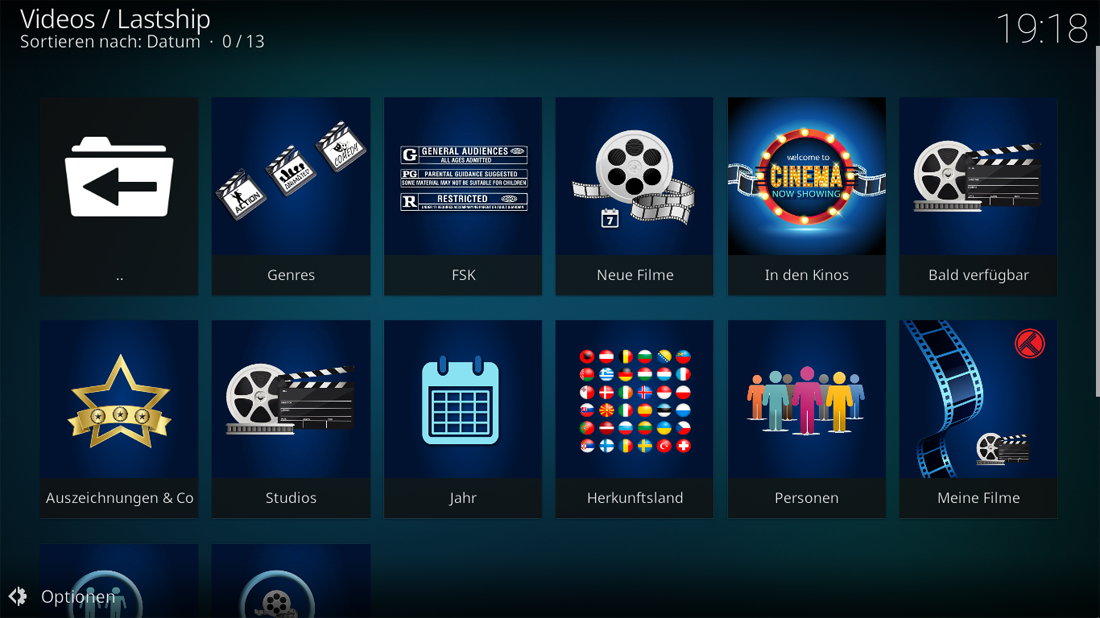 Videos / Lastship
Sortieren nach: Datum · 0 / 13
19:18
ACTION
COMEDY
G GENERAL AUDIENCES
ALL AGES ADMITTED
PG PARENTAL GUIDANCE SUGGESTED
SOME MATERIAL MAY NOT BE SUITABLE FOR CHILDREN
R RESTRICTED
7
welcome to
CINEMA
NOW SHOWING
..
Genres
FSK
Neue Filme
In den Kinos
Bald verfügbar
Auszeichnungen & Co
Studios
Jahr
Herkunftsland
Personen
Meine Filme
Optionen